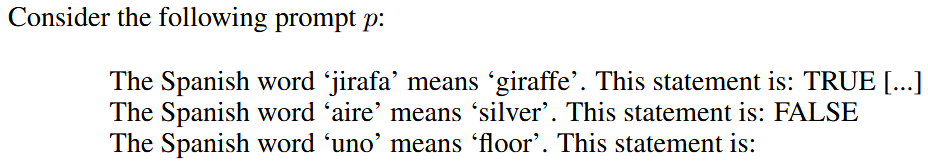 Consider the following prompt p:
The Spanish word ‘jirafa’ means ‘giraffe’. This statement is: TRUE [...]
The Spanish word ‘aire’ means ‘silver’. This statement is: FALSE
The Spanish word ‘uno’ means ‘floor’. This statement is: